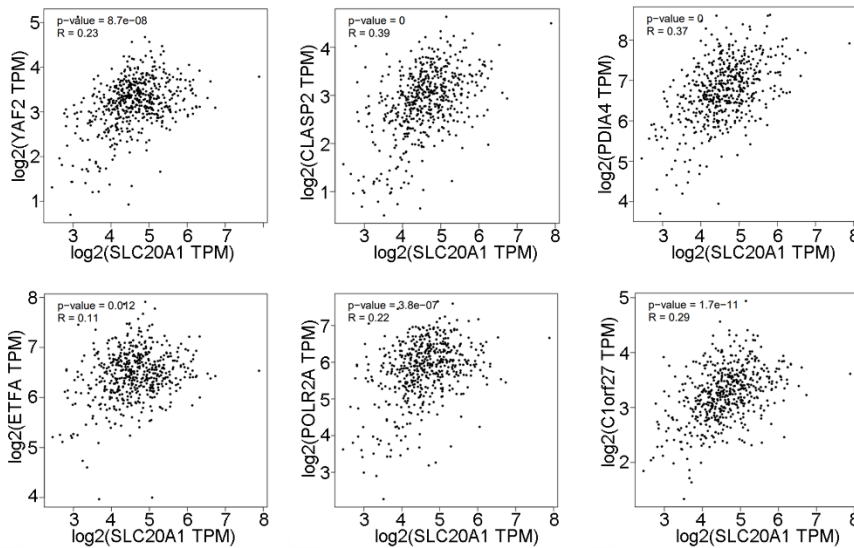 p-value = 8.7e-08
R = 0.23
log2(YAF2 TPM)
5
4
3
2
1
3 4 5 6 7
log2(SLC20A1 TPM)
p-value = 0
R = 0.39
log2(CLASP2 TPM)
4
3
2
1
3 4 5 6 7 8
log2(SLC20A1 TPM)
p-value = 0
R = 0.37
log2(PDIA4 TPM)
8
7
6
5
4
3 4 5 6 7 8
log2(SLC20A1 TPM)
p-value = 0.012
R = 0.11
log2(ETFA TPM)
8
7
6
5
4
3 4 5 6 7 8
log2(SLC20A1 TPM)
p-value = 3.8e-07
R = 0.22
log2(POLR2A TPM)
7
6
5
4
3
3 4 5 6 7 8
log2(SLC20A1 TPM)
p-value = 1.7e-11
R = 0.29
log2(C1orf27 TPM)
5
4
3
2
3 4 5 6 7 8
log2(SLC20A1 TPM)